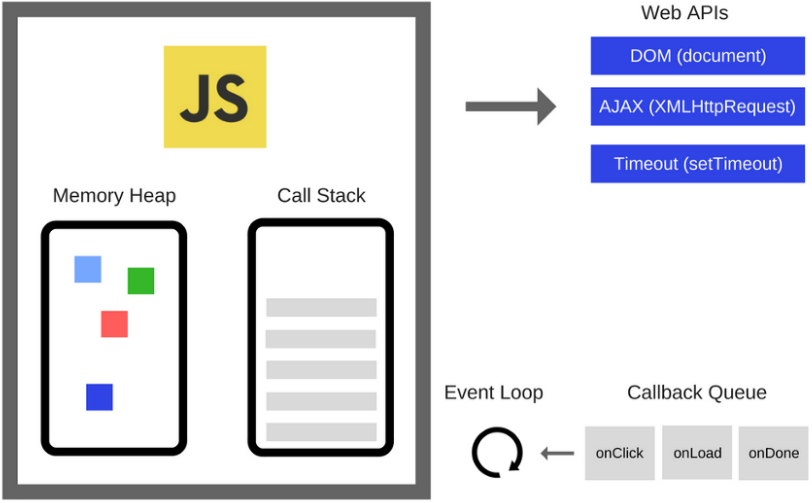 JS
Memory Heap
Call Stack
Web APIs
DOM (document)
AJAX (XMLHttpRequest)
Timeout (setTimeout)
Event Loop
Callback Queue
onClick
onLoad
onDone